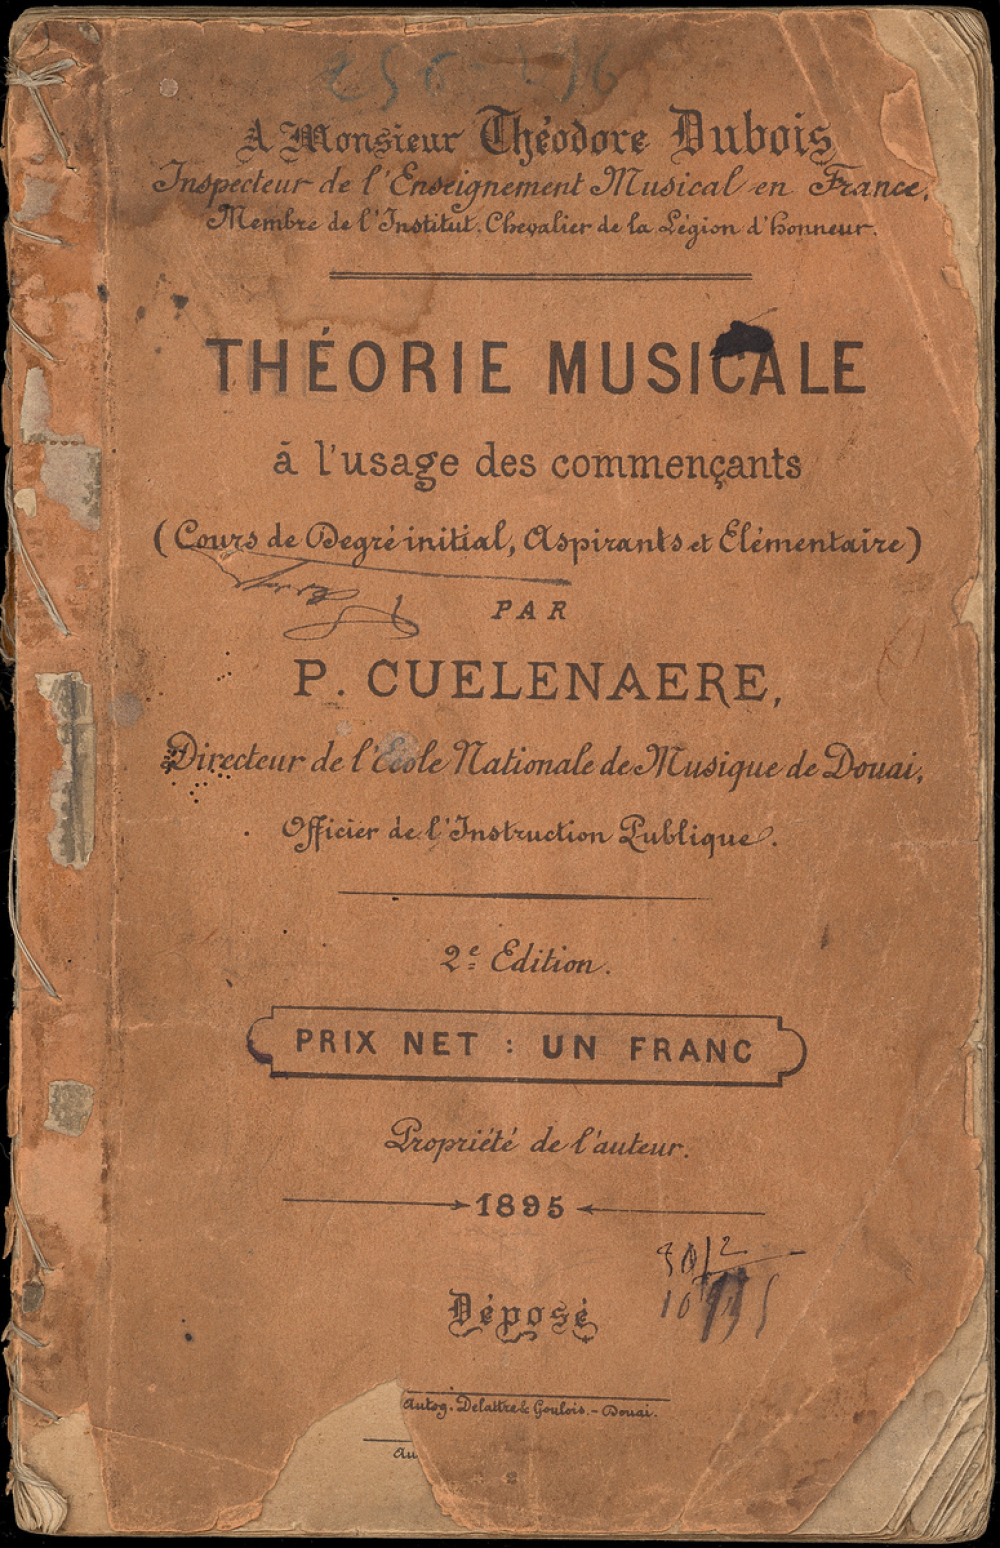 A Monsieur Théodore Dubois
Inspecteur de l'Enseignement Musical en France,
Membre de l'Institut, Chevalier de la Légion d'honneur.
THÉORIE MUSICALE
à l'usage des commençants
(Cours de Degré initial, Aspirants et Elémentaire)
PAR
P. CUELENAERE,
Directeur de l'Ecole Nationale de Musique de Douai,
Officier de l'Instruction Publique.
2e Edition.
PRIX NET : UN FRANC
Propriété de l'auteur.
1895
Déposé
Autog. Delattre & Goulois. - Douai.
Au